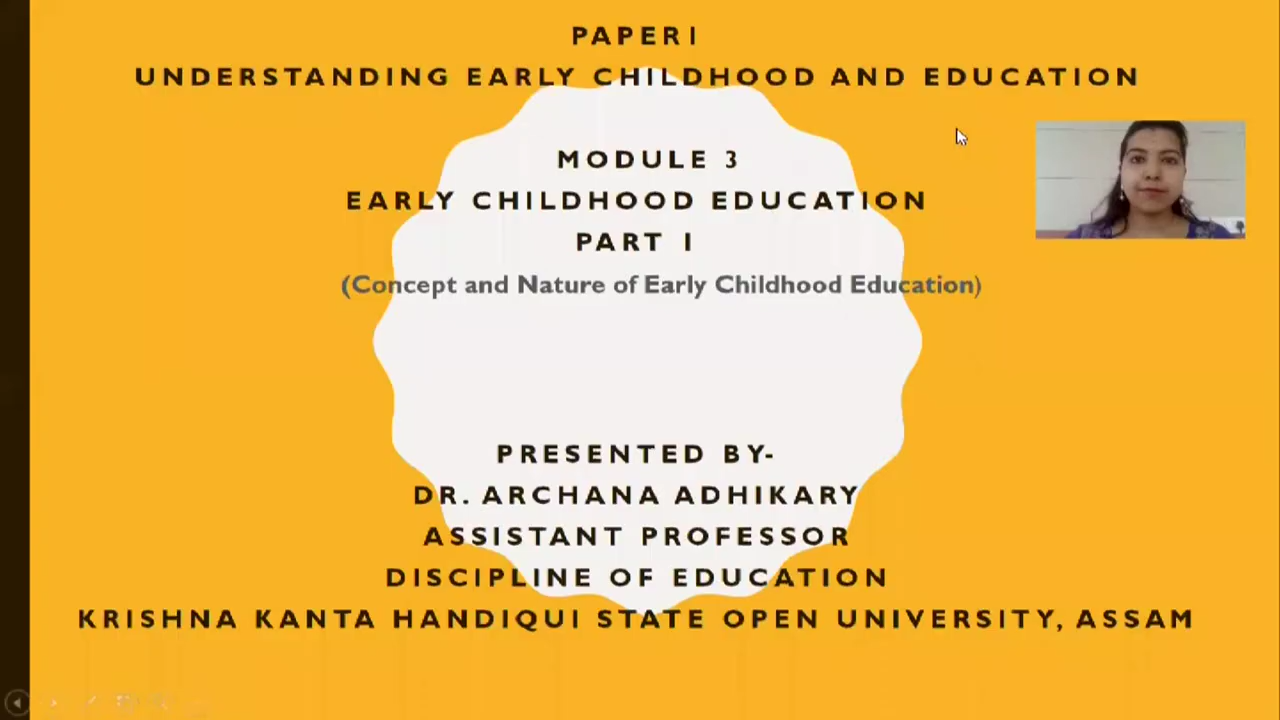 PAPER I
UNDERSTANDING EARLY CHILDHOOD AND EDUCATION
MODULE 3
EARLY CHILDHOOD EDUCATION
PART I
(Concept and Nature of Early Childhood Education)
PRESENTED BY-
DR. ARCHANA ADHIKARY
ASSISTANT PROFESSOR
DISCIPLINE OF EDUCATION
KRISHNA KANTA HANDIQUI STATE OPEN UNIVERSITY, ASSAM